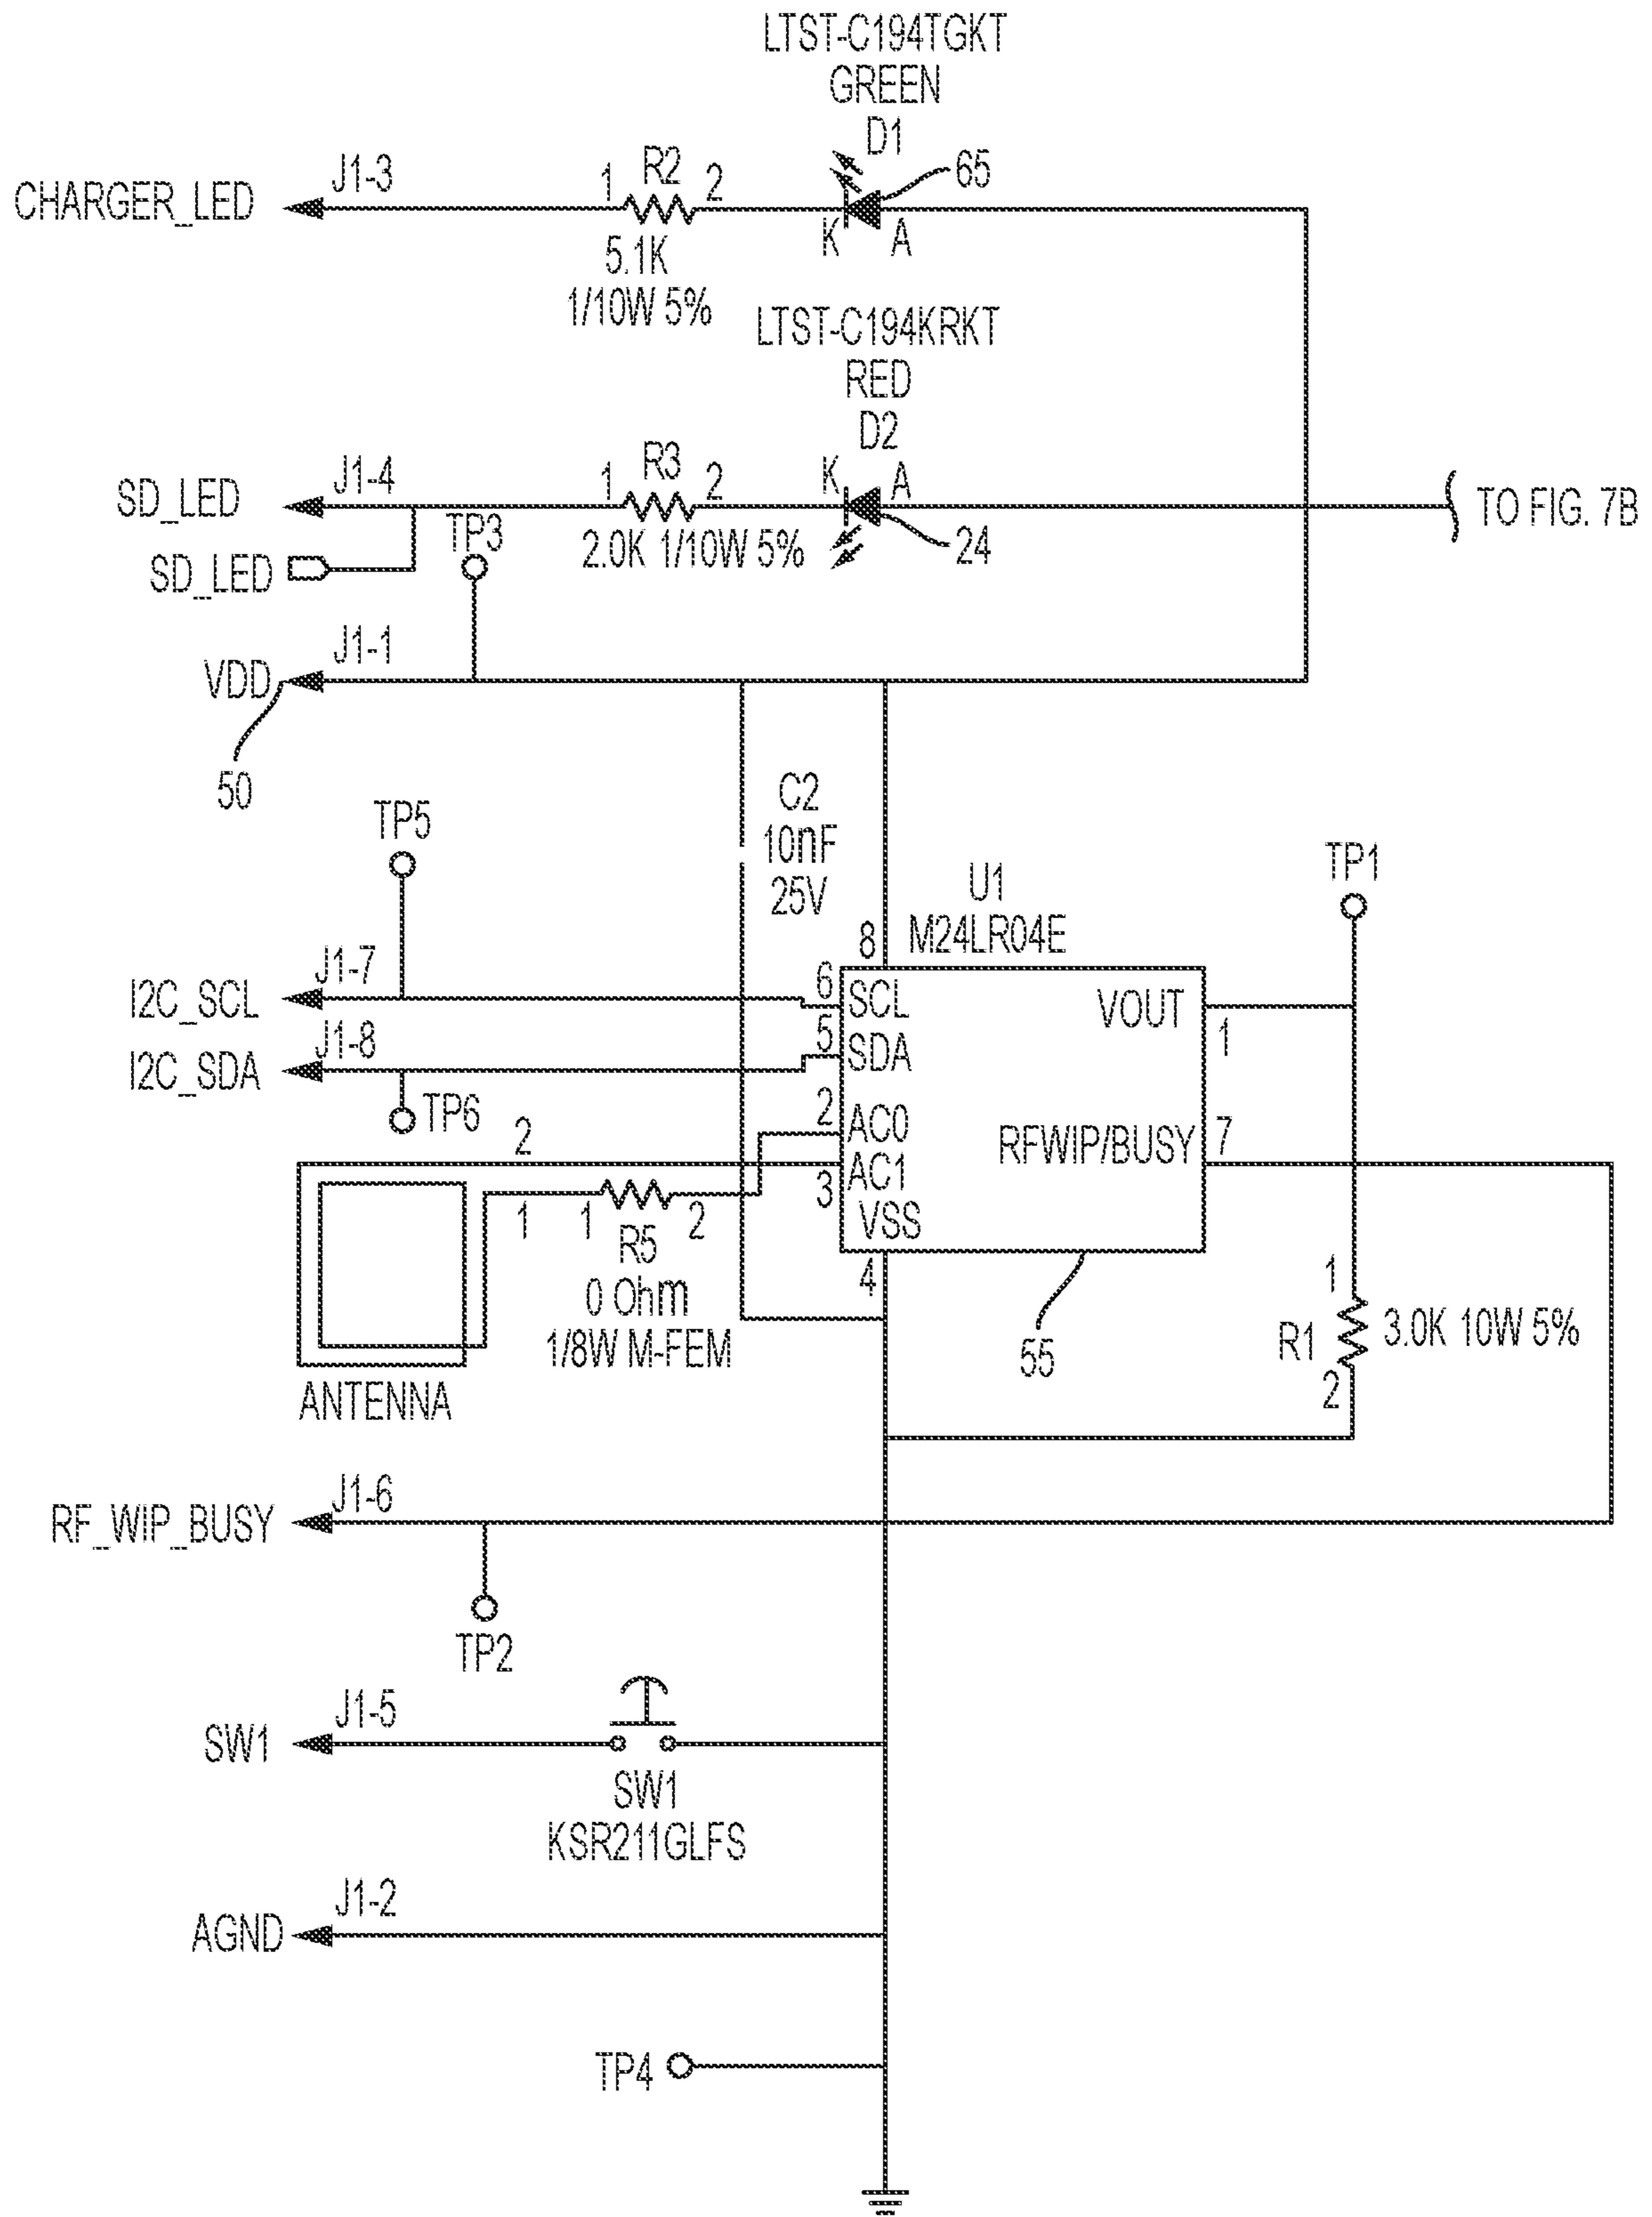 LTST-C194TGKT
GREEN
D1
65
CHARGER_LED
J1-3
1
R2
2
K
A
5.1K
1/10W 5%
LTST-C194KRKT
RED
D2
SD_LED
J1-4
1
R3
2
K
A
TO FIG. 7B
SD_LED
TP3
2.0K 1/10W 5%
24
VDD
J1-1
50
C2
10nF
25V
TP5
TP1
U1
M24LR04E
8
I2C_SCL
J1-7
6
SCL
VOUT
1
I2C_SDA
J1-8
5
SDA
TP6
2
2
AC0
RFWIP/BUSY
7
AC1
3
1
1
2
VSS
R5
4
0 Ohm
1/8W M-FEM
55
1
R1
3.0K 10W 5%
2
ANTENNA
RF_WIP_BUSY
J1-6
TP2
SW1
J1-5
SW1
KSR211GLFS
AGND
J1-2
TP4